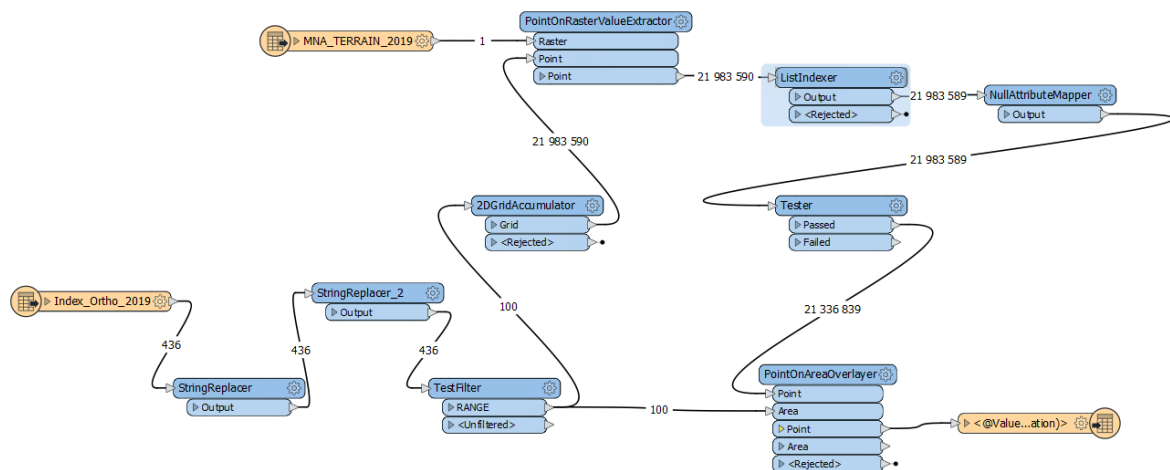 PointOnRasterValueExtractor
MNA_TERRAIN_2019
1
Raster
Point
Point
21 983 590
ListIndexer
Output
<Rejected>
21 983 589
NullAttributeMapper
Output
21 983 590
21 983 589
2DGridAccumulator
Grid
<Rejected>
Tester
Passed
Failed
Index_Ortho_2019
StringReplacer_2
Output
100
21 336 839
436
436
436
StringReplacer
Output
TestFilter
RANGE
<Unfiltered>
100
PointOnAreaOverlayer
Point
Area
Point
Area
<Rejected>
<@Value...ation)>